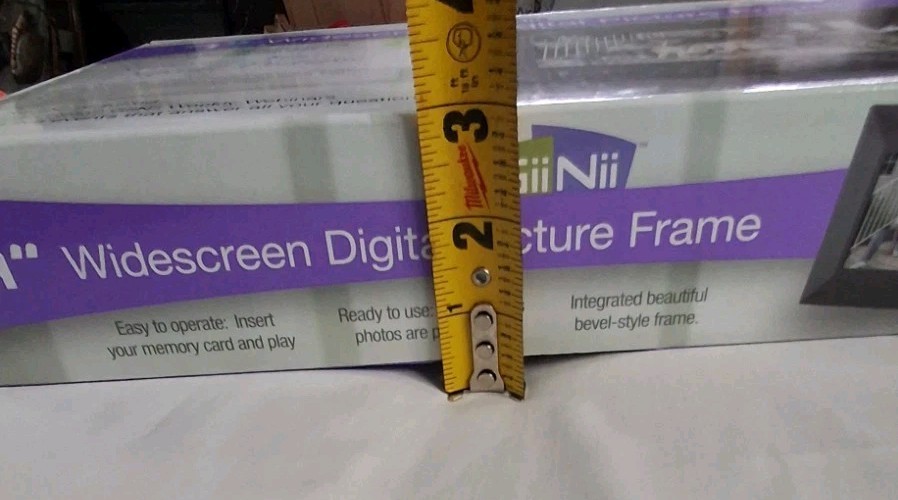 3
Milwaukee
GiiNii
2
" Widescreen Digita cture Frame
1
Easy to operate: Insert
your memory card and play
Ready to use:
photos are
Integrated beautiful
bevel-style frame.